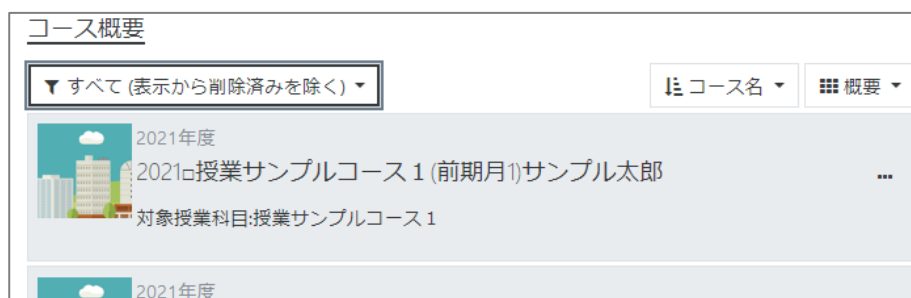 コース概要
すべて (表示から削除済みを除く)
コース名
概要
2021年度
2021□授業サンプルコース１(前期月1)サンプル太郎
対象授業科目:授業サンプルコース１
2021年度